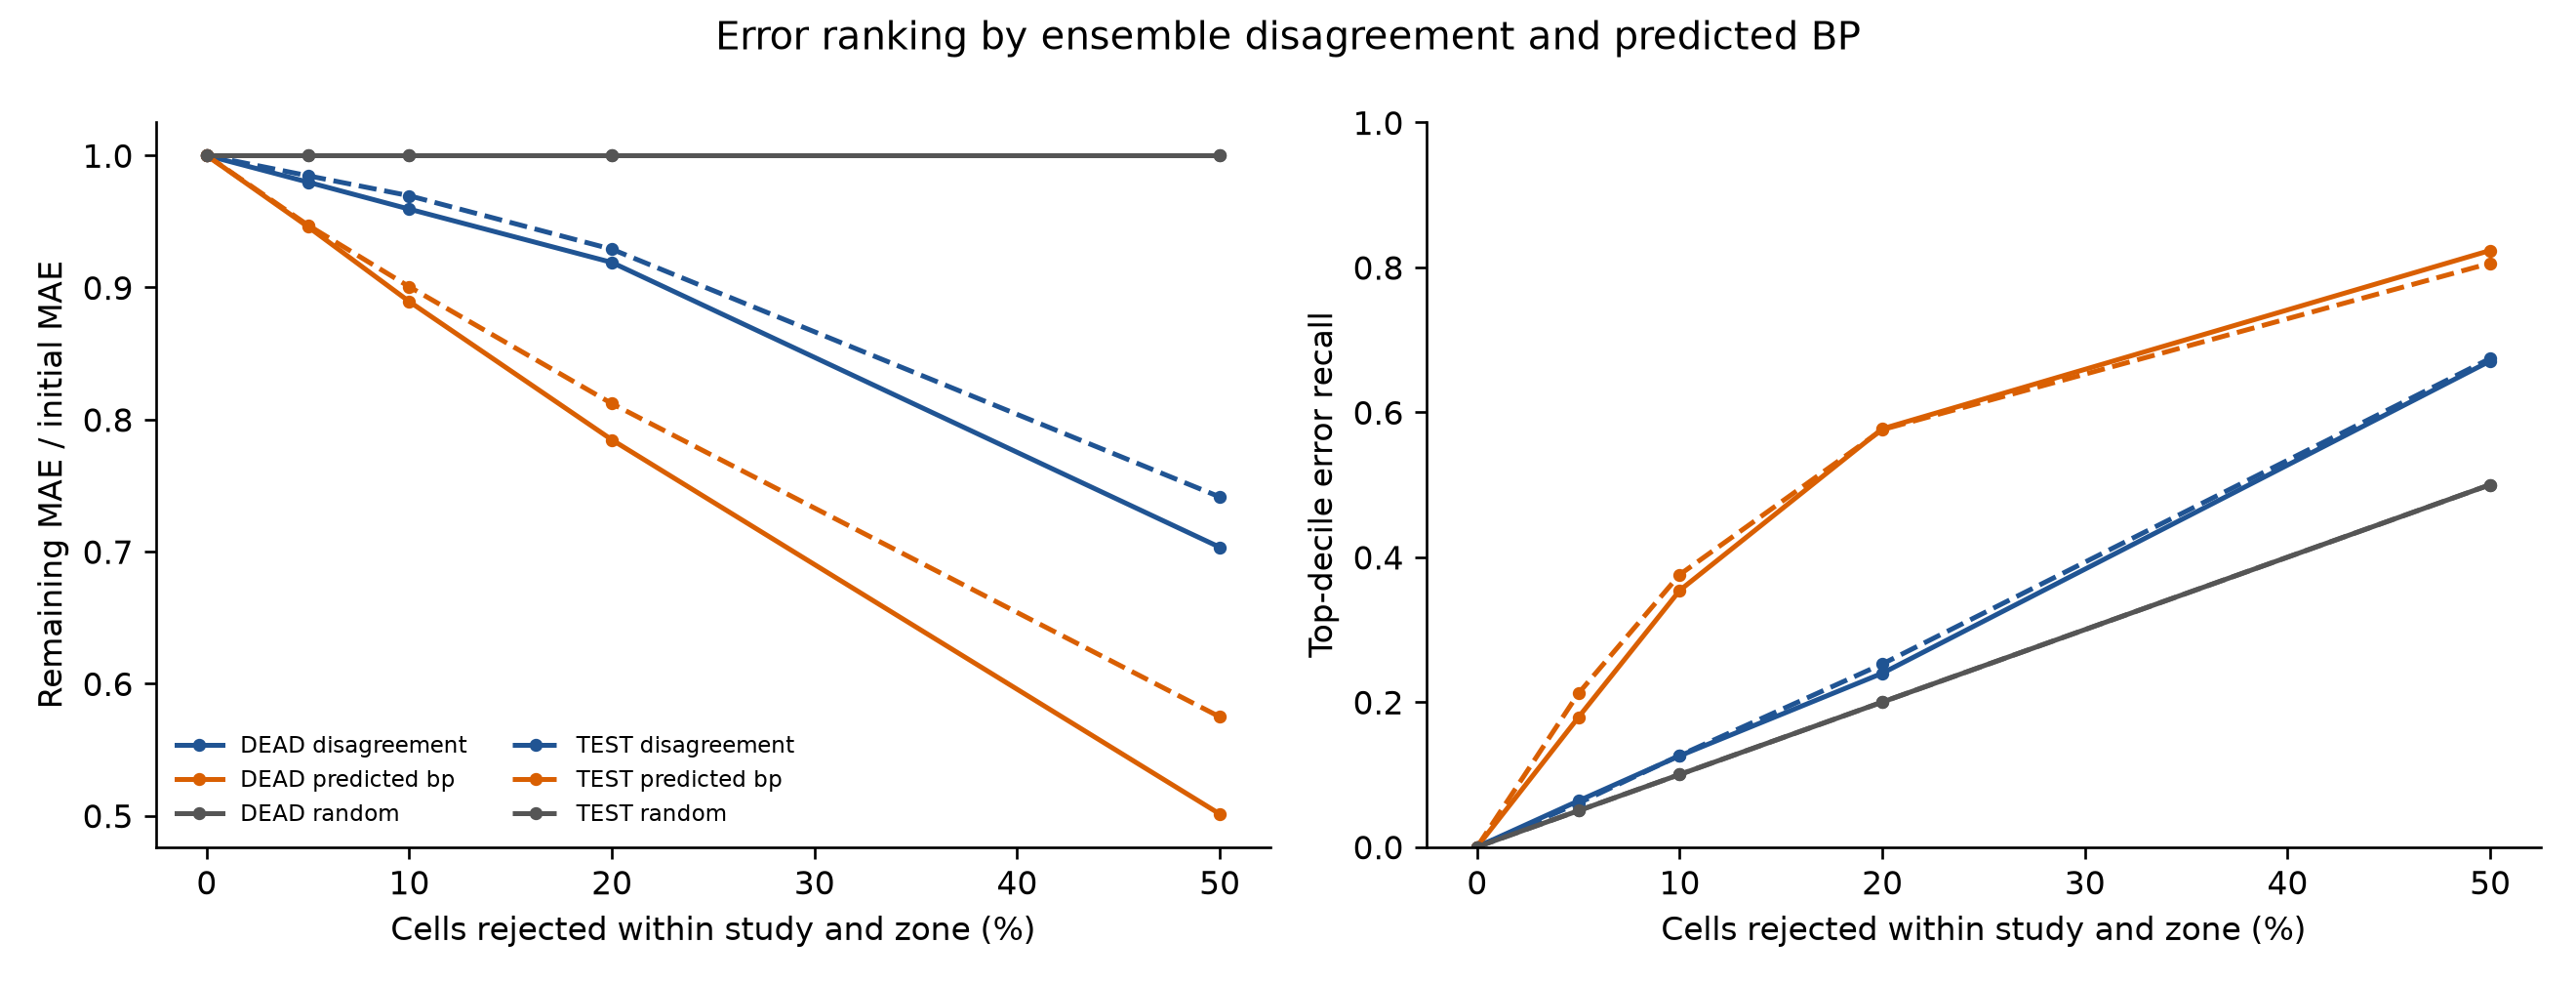 Error ranking by ensemble disagreement and predicted BP
Remaining MAE / initial MAE
1.0
0.9
0.8
0.7
0.6
0.5
DEAD disagreement
DEAD predicted bp
DEAD random
TEST disagreement
TEST predicted bp
TEST random
0 10 20 30 40 50
Cells rejected within study and zone (%)
Top-decile error recall
1.0
0.8
0.6
0.4
0.2
0.0
0 10 20 30 40 50
Cells rejected within study and zone (%)